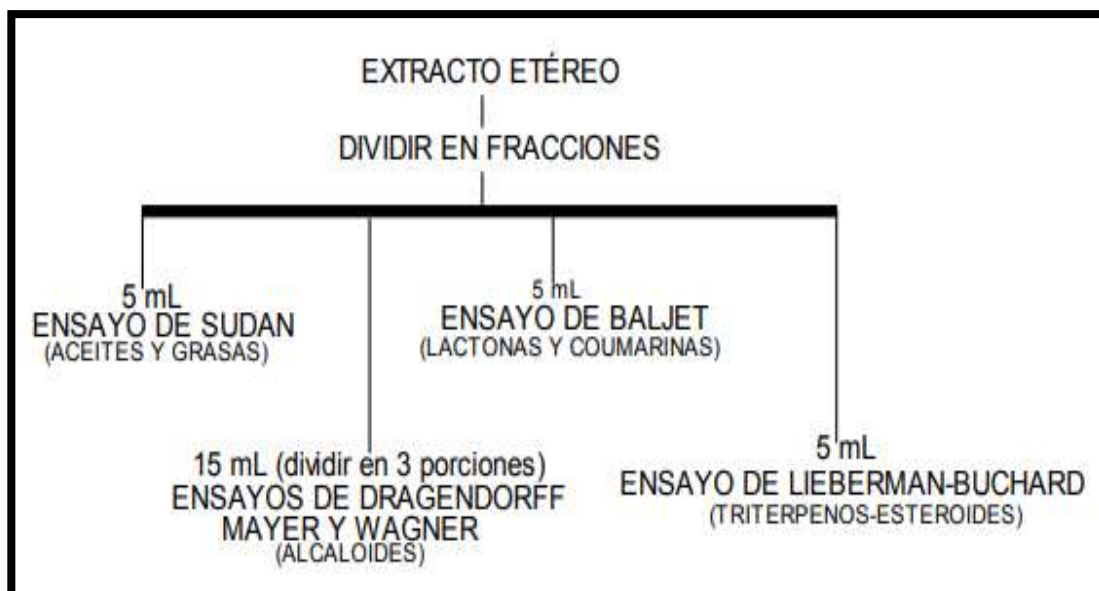 EXTRACTO ETÉREO
DIVIDIR EN FRACCIONES
5 mL
ENSAYO DE SUDAN
(ACEITES Y GRASAS)
15 mL (dividir en 3 porciones)
ENSAYOS DE DRAGENDORFF
MAYER Y WAGNER
(ALCALOIDES)
5 mL
ENSAYO DE BALJET
(LACTONAS Y COUMARINAS)
5 mL
ENSAYO DE LIEBERMAN-BUCHARD
(TRITERPENOS-ESTEROIDES)